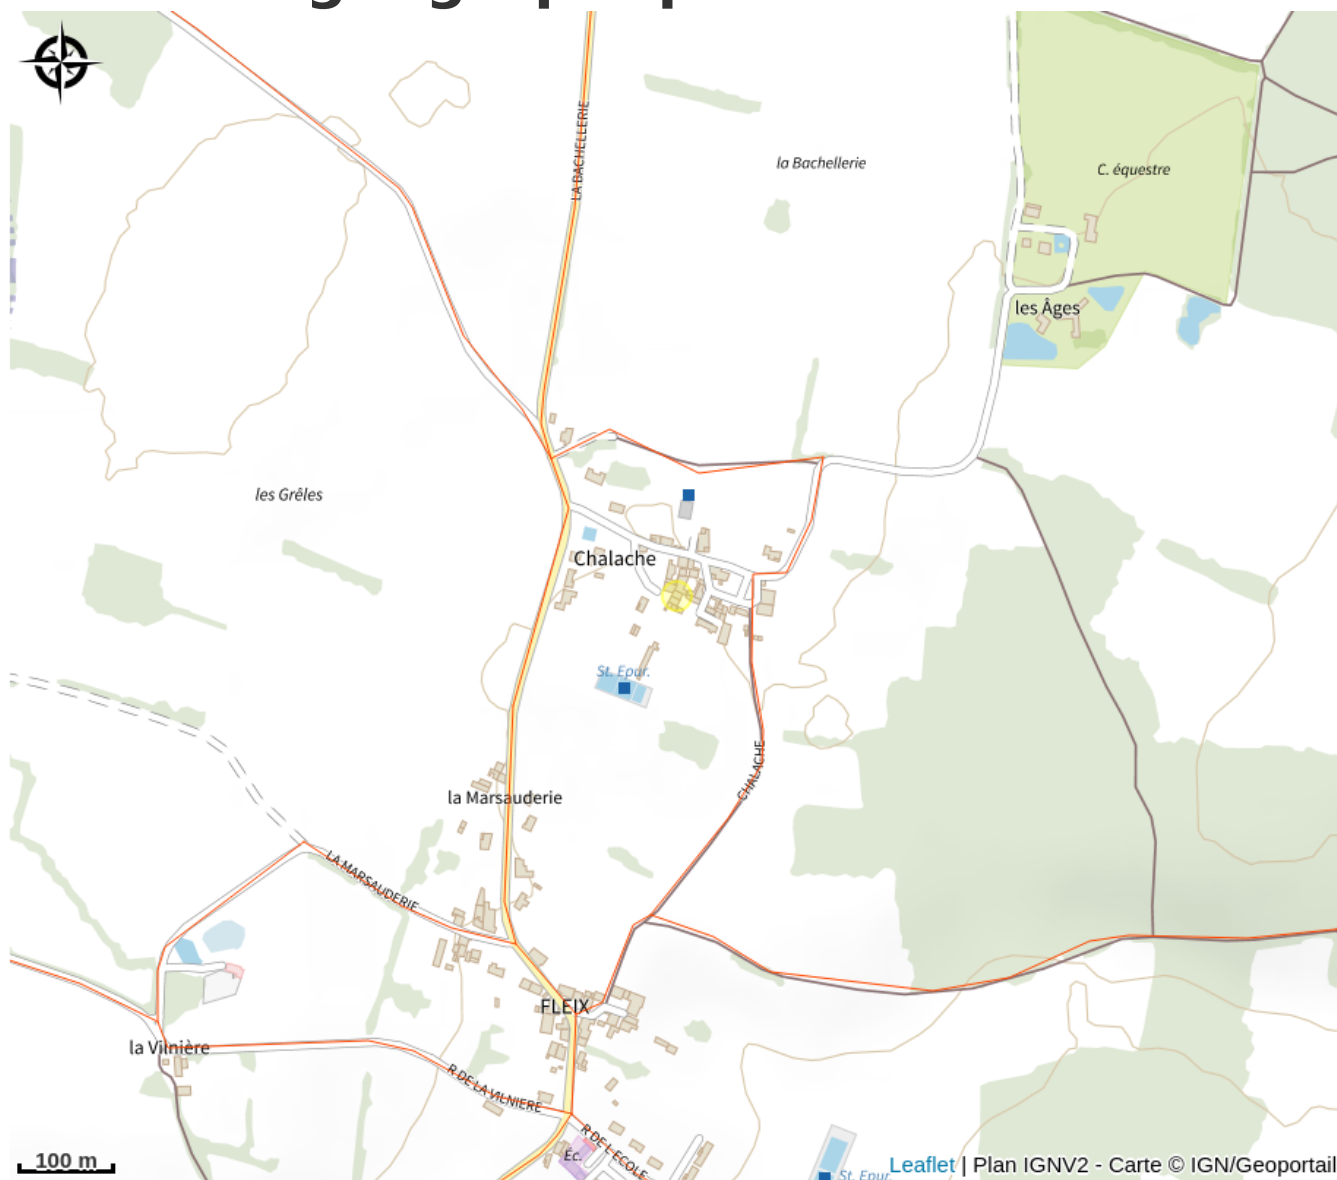 LA BACHELLERIE
la Bachellerie
C. équestre
les Âges
les Grêles
Chalache
St. Epur.
CHALACHE
la Marsauderie
LA MARSAUDERIE
FLEIX
la Vilnière
R DE LA VILNIERE
R DE L'ECOLE
Éc.
St. Epur.
100 m
Leaflet | Plan IGNV2 - Carte © IGN/Geoportail